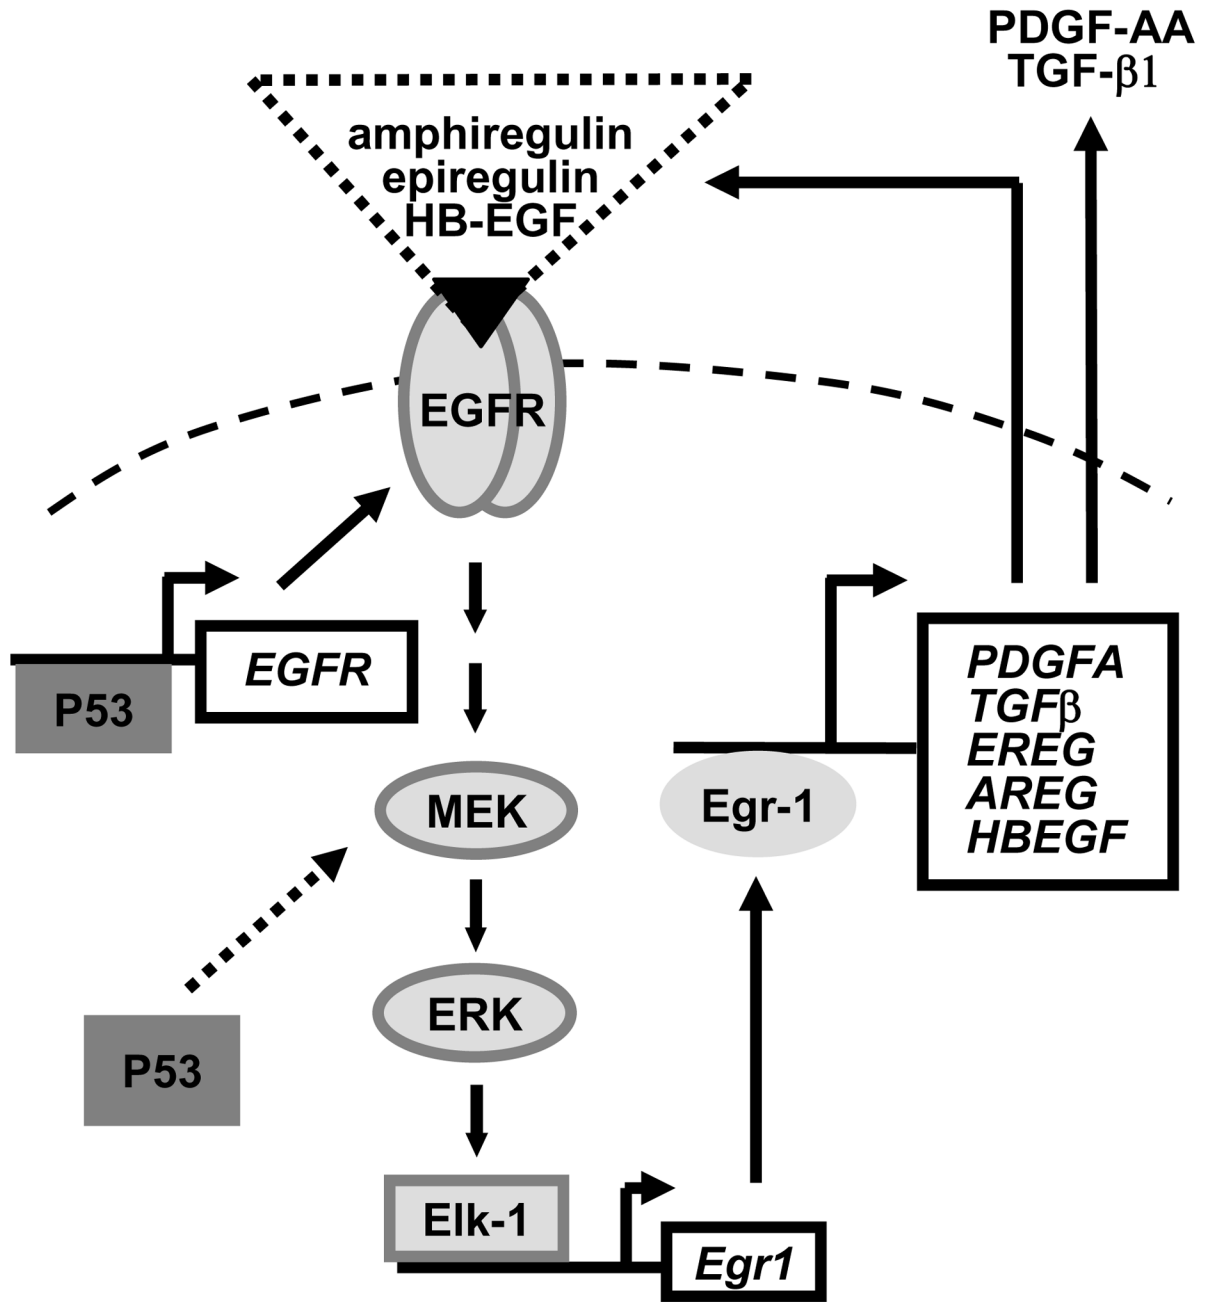 PDGF-AA
TGF-β1
amphiregulin
epiregulin
HB-EGF
EGFR
EGFR
P53
PDGFA
TGFβ
EREG
AREG
HBEGF
MEK
Egr-1
ERK
P53
Elk-1
Egr1